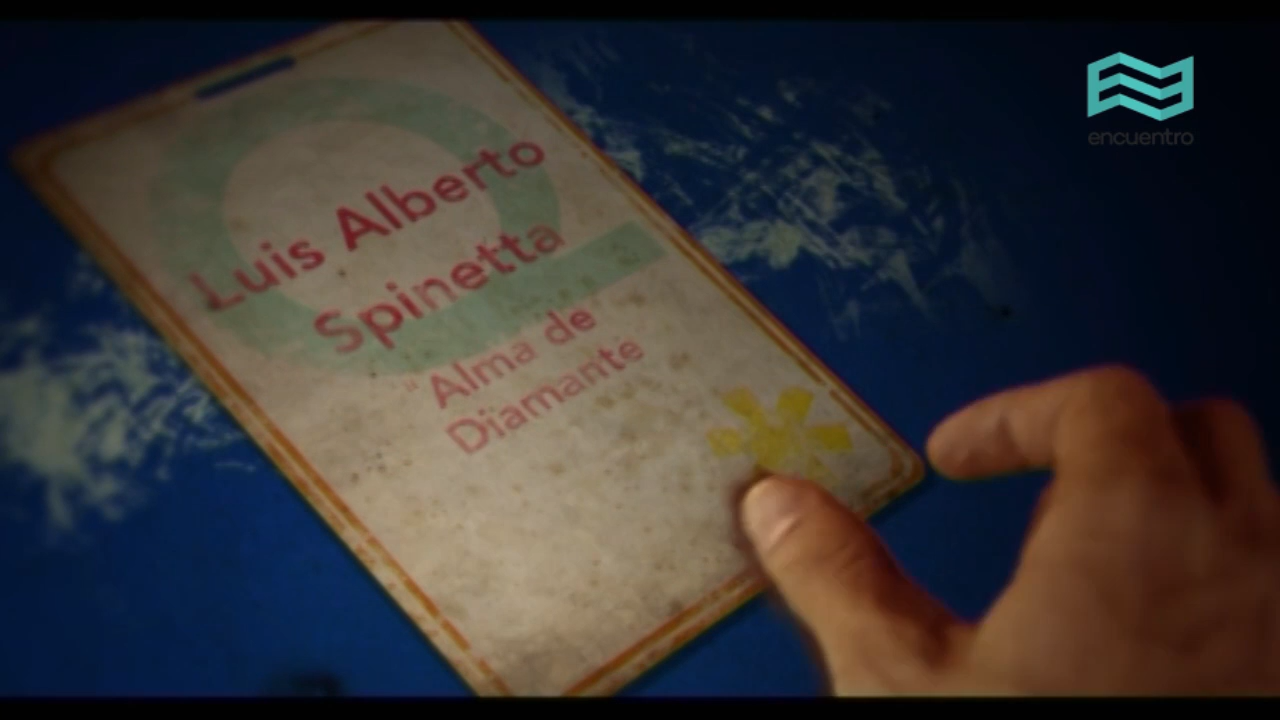 encuentro
Luis Alberto
Spinetta
"Alma de
Diamante